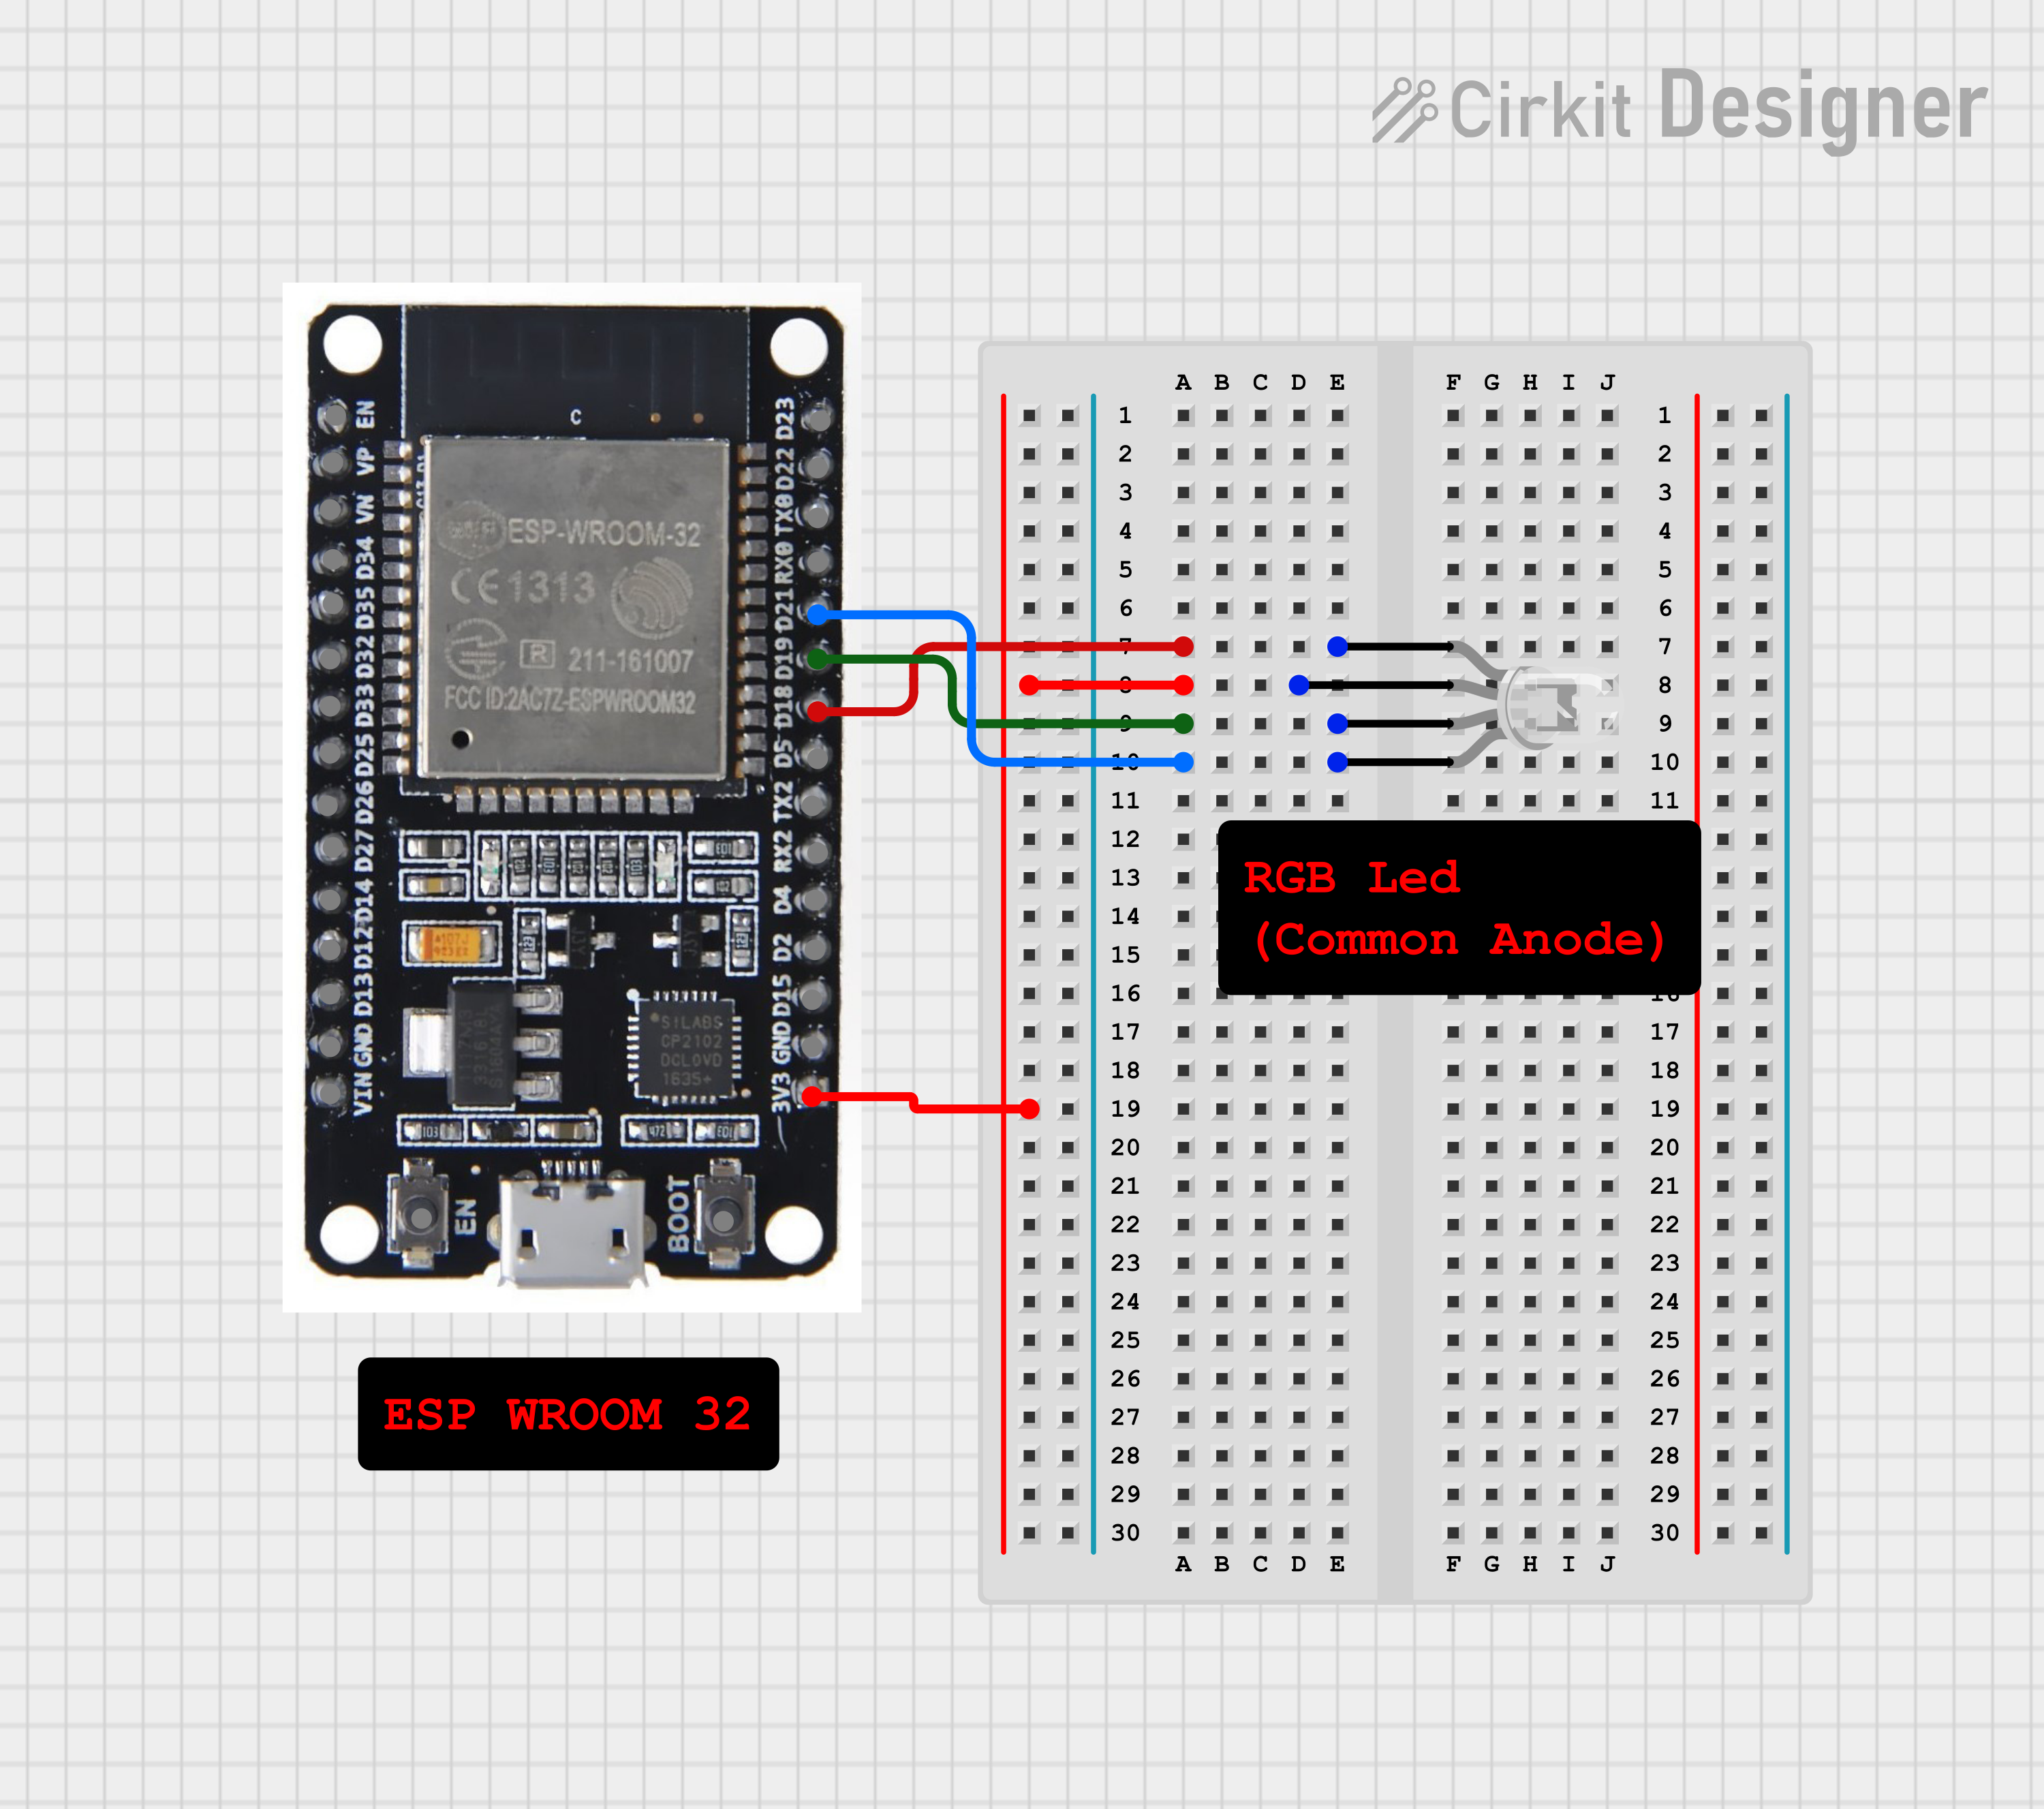 Cirkit Designer
EN
VP
VN
D34
D35
D32
D33
D25
D26
D27
D14
D12
D13
GND
VIN
D23
D22
TX0
RX0
D21
D19
D18
D5
TX2
RX2
D4
D2
D15
GND
3V3
C
ESP-WROOM-32
CE 1313
R 211-161007
FCC ID:2AC7Z-ESPWROOM32
SILABS
CP2102
DCL0VD
1635+
EN
BOOT
A B C D E F G H I J
1 1
2 2
3 3
4 4
5 5
6 6
7 7
8 8
9 9
10 10
11 11
12
13
14
15
16 16
17 17
18 18
19 19
20 20
21 21
22 22
23 23
24 24
25 25
26 26
27 27
28 28
29 29
30 30
A B C D E F G H I J
RGB Led
(Common Anode)
ESP WROOM 32